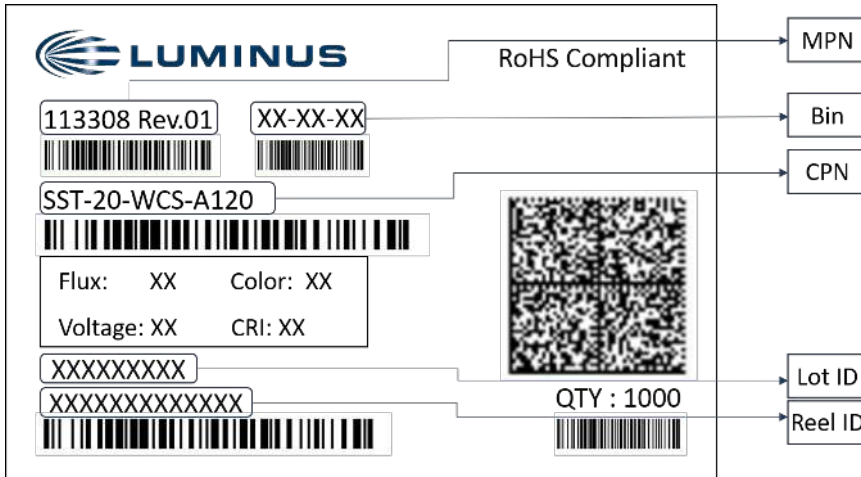 LUMINUS
RoHS Compliant
MPN
113308 Rev.01
XX-XX-XX
Bin
SST-20-WCS-A120
CPN
Flux: XX Color: XX
Voltage: XX CRI: XX
XXXXXXXXX
Lot ID
XXXXXXXXXXXXX
QTY : 1000
Reel ID